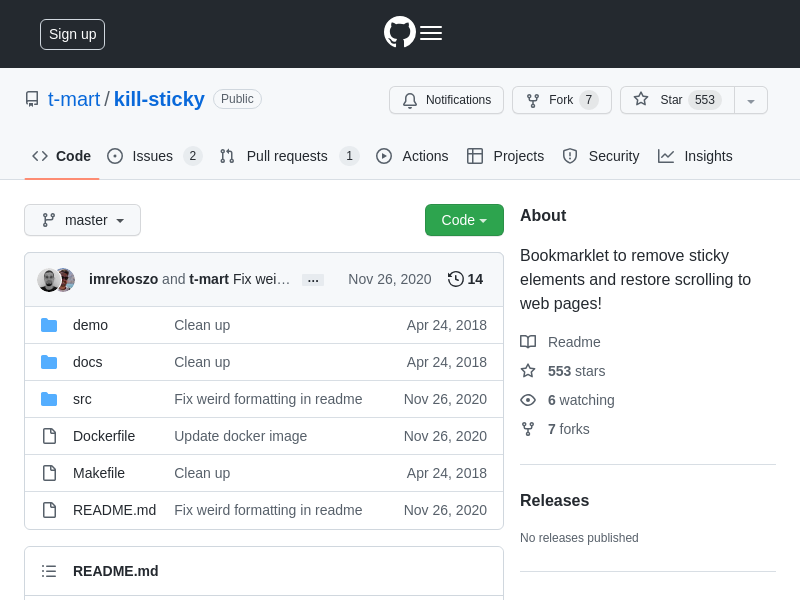 Sign up
t-mart / kill-sticky Public
Notifications Fork 7 Star 553
Code Issues 2 Pull requests 1 Actions Projects Security Insights
master Code
imrekoszo and t-mart Fix wei… … Nov 26, 2020 14
demo Clean up Apr 24, 2018
docs Clean up Apr 24, 2018
src Fix weird formatting in readme Nov 26, 2020
Dockerfile Update docker image Nov 26, 2020
Makefile Clean up Apr 24, 2018
README.md Fix weird formatting in readme Nov 26, 2020
README.md
About
Bookmarklet to remove sticky
elements and restore scrolling to
web pages!
Readme
553 stars
6 watching
7 forks
Releases
No releases published